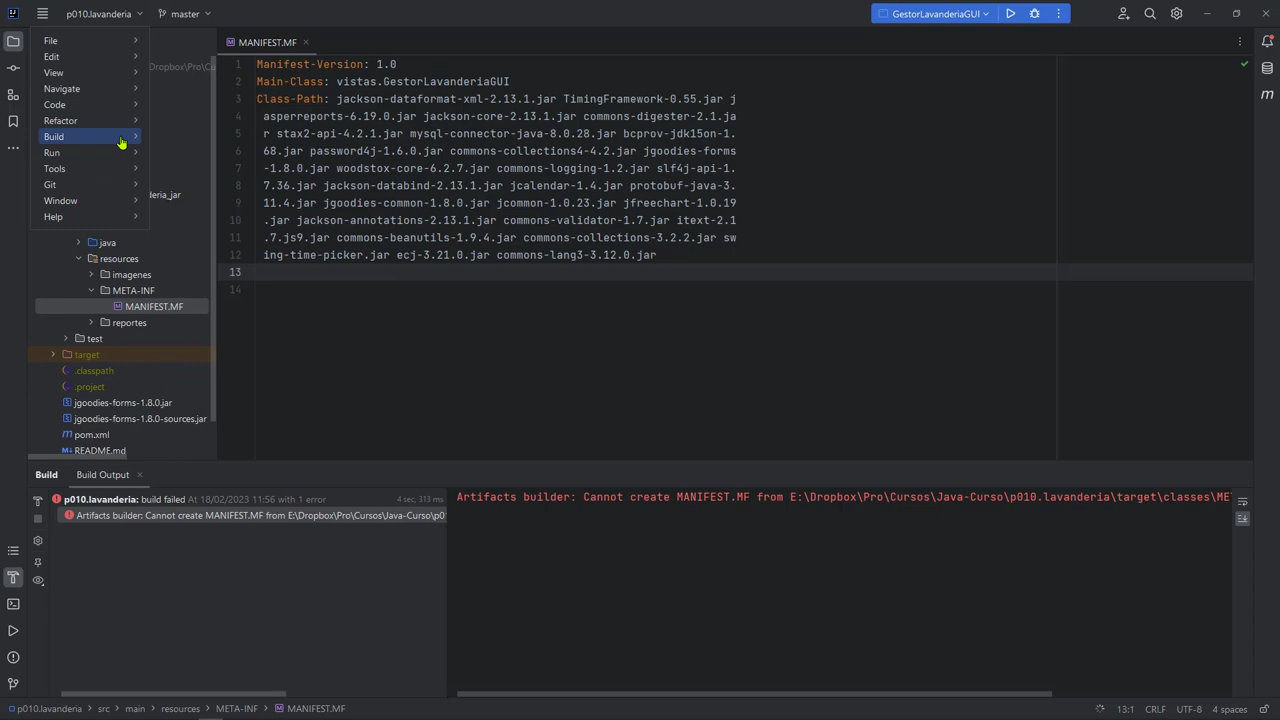 p010.lavanderia
master
GestorLavanderiaGUI
File
Edit
View
Navigate
Code
Refactor
Build
Run
Tools
Git
Window
Help
Dropbox\Pro\Cu
eria_jar
java
resources
imagenes
META-INF
MANIFEST.MF
reportes
test
target
.classpath
.project
jgoodies-forms-1.8.0.jar
jgoodies-forms-1.8.0-sources.jar
pom.xml
README.md
MANIFEST.MF
1 Manifest-Version: 1.0
2 Main-Class: vistas.GestorLavanderiaGUI
3 Class-Path: jackson-dataformat-xml-2.13.1.jar TimingFramework-0.55.jar j
4 asperreports-6.19.0.jar jackson-core-2.13.1.jar commons-digester-2.1.ja
5 r stax2-api-4.2.1.jar mysql-connector-java-8.0.28.jar bcprov-jdk15on-1.
6 68.jar password4j-1.6.0.jar commons-collections4-4.2.jar jgoodies-forms
7 -1.8.0.jar woodstox-core-6.2.7.jar commons-logging-1.2.jar slf4j-api-1.
8 7.36.jar jackson-databind-2.13.1.jar jcalendar-1.4.jar protobuf-java-3.
9 11.4.jar jgoodies-common-1.8.0.jar jcommon-1.0.23.jar jfreechart-1.0.19
10 .jar jackson-annotations-2.13.1.jar commons-validator-1.7.jar itext-2.1
11 .7.js9.jar commons-beanutils-1.9.4.jar commons-collections-3.2.2.jar sw
12 ing-time-picker.jar ecj-3.21.0.jar commons-lang3-3.12.0.jar
13
14
Build Build Output
p010.lavanderia: build failed At 18/02/2023 11:56 with 1 error 4 sec, 313 ms
Artifacts builder: Cannot create MANIFEST.MF from E:\Dropbox\Pro\Cursos\Java-Curso\p0
Artifacts builder: Cannot create MANIFEST.MF from E:\Dropbox\Pro\Cursos\Java-Curso\p010.lavanderia\target\classes\ME
p010.lavanderia > src > main > resources > META-INF > MANIFEST.MF
13:1 CRLF UTF-8 4 spaces